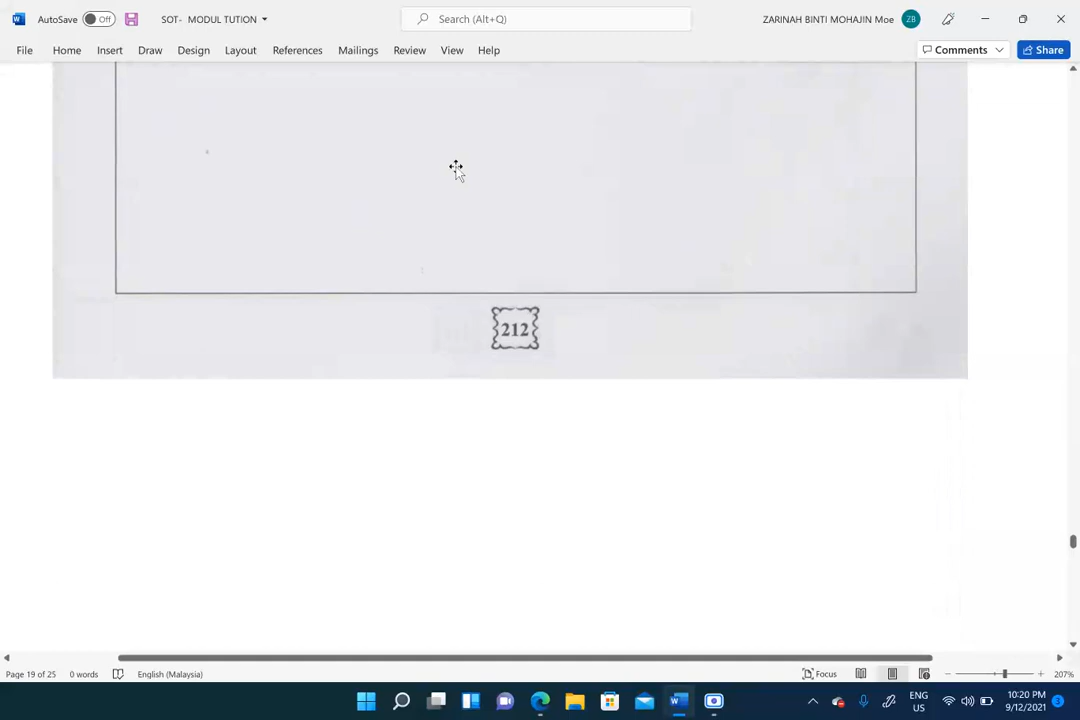 AutoSave Off SOT- MODUL TUTION Search (Alt+Q) ZARINAH BINTI MOHAJIN Moe ZB
File Home Insert Draw Design Layout References Mailings Review View Help Comments Share
212
Page 19 of 25 0 words English (Malaysia) Focus 207%
ENG
US
10:20 PM
9/12/2021
3